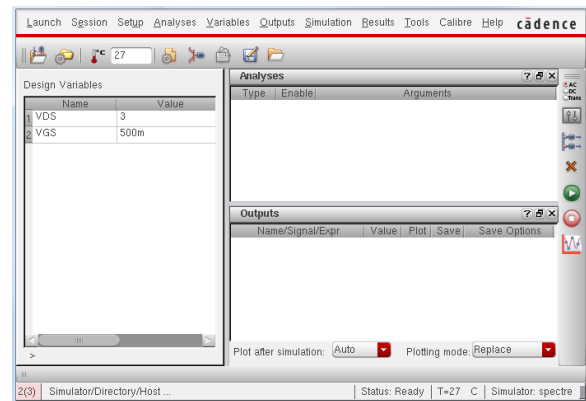 Launch Session Setup Analyses Variables Outputs Simulation Results Tools Calibre Help cādence
°C 27
Design Variables
Name Value
1 VDS 3
2 VGS 500m
>
Analyses
Type Enable Arguments
Outputs
Name/Signal/Expr Value Plot Save Save Options
Plot after simulation: Auto Plotting mode: Replace
AC
DC
Trans
2(3) Simulator/Directory/Host ... Status: Ready T=27 C Simulator: spectre